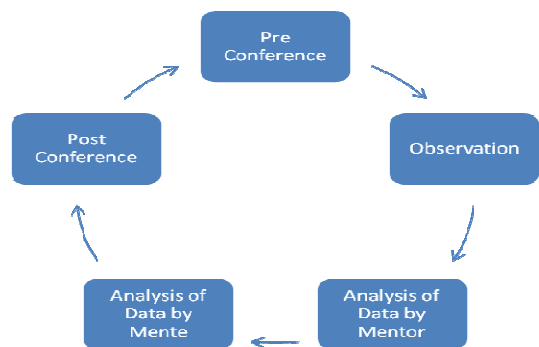 Pre
Conference
Observation
Analysis of
Data by
Mentor
Analysis of
Data by
Mente
Post
Conference